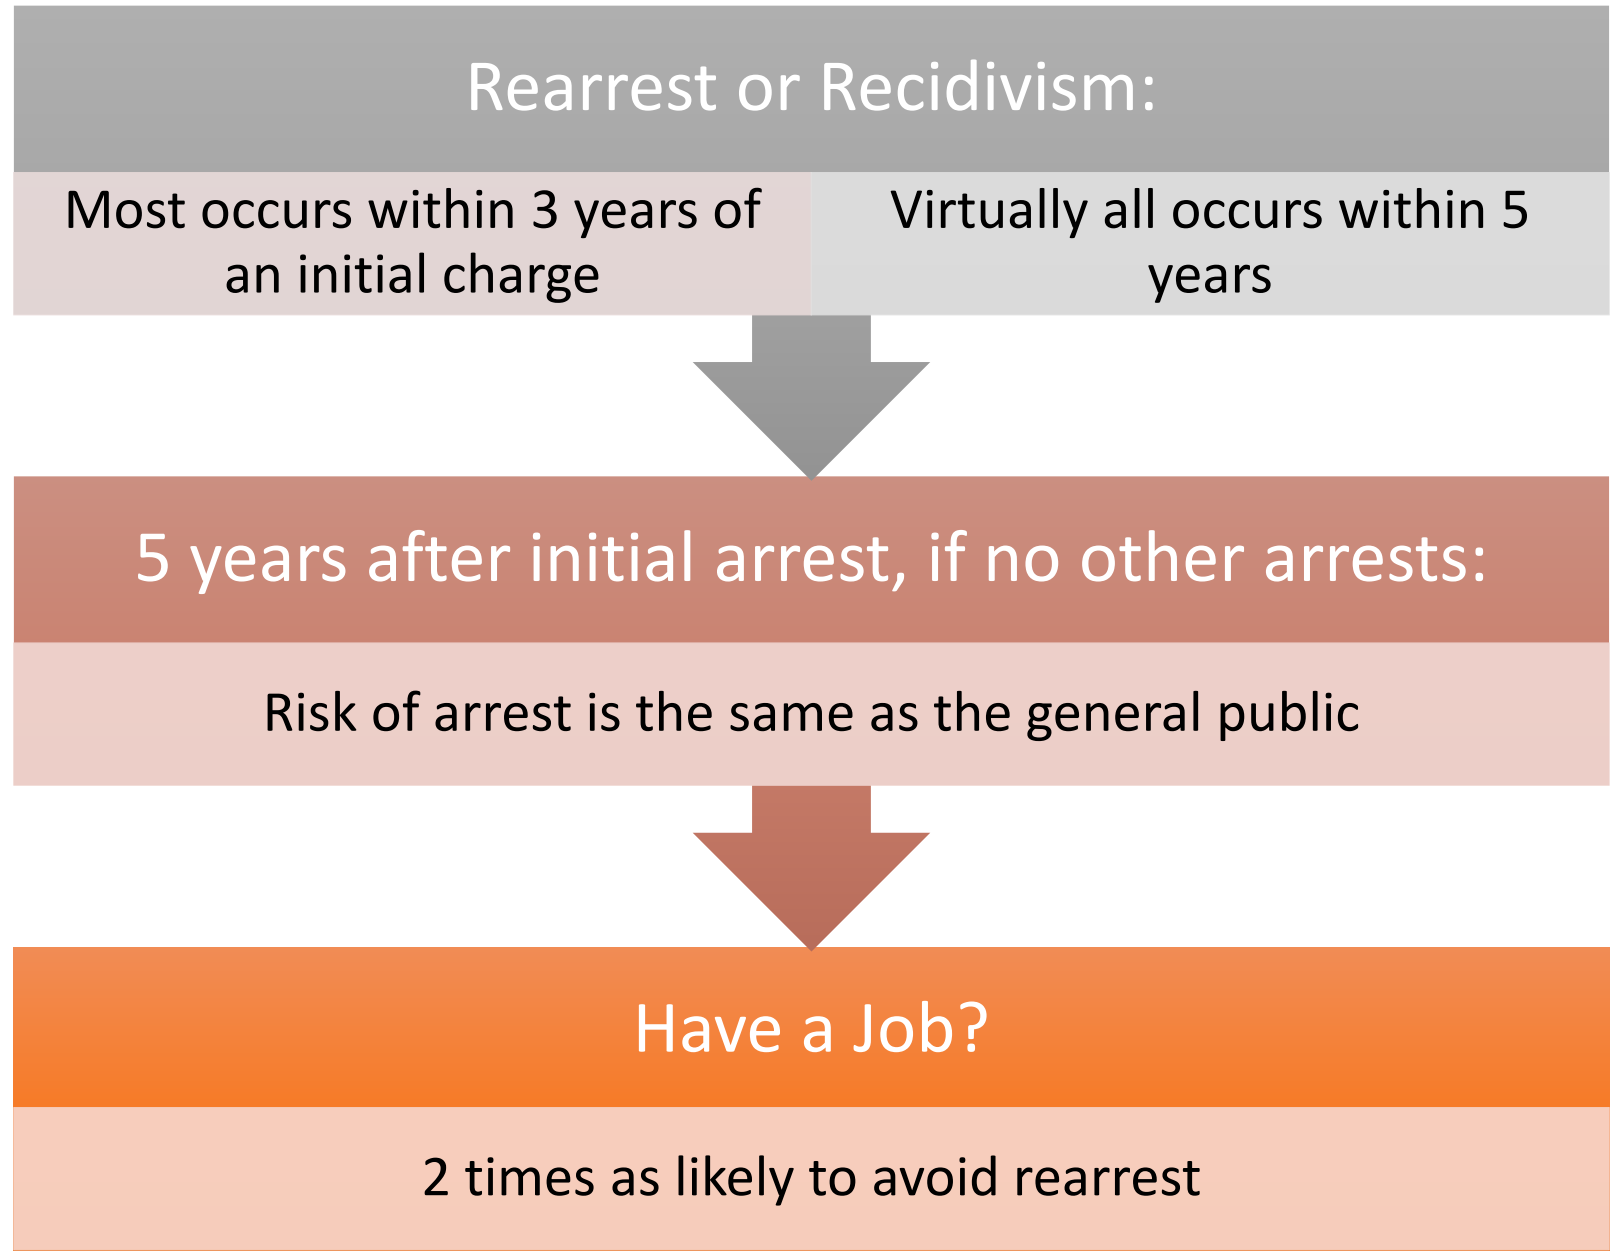 Rearrest or Recidivism:
Most occurs within 3 years of
an initial charge
Virtually all occurs within 5
years
5 years after initial arrest, if no other arrests:
Risk of arrest is the same as the general public
Have a Job?
2 times as likely to avoid rearrest